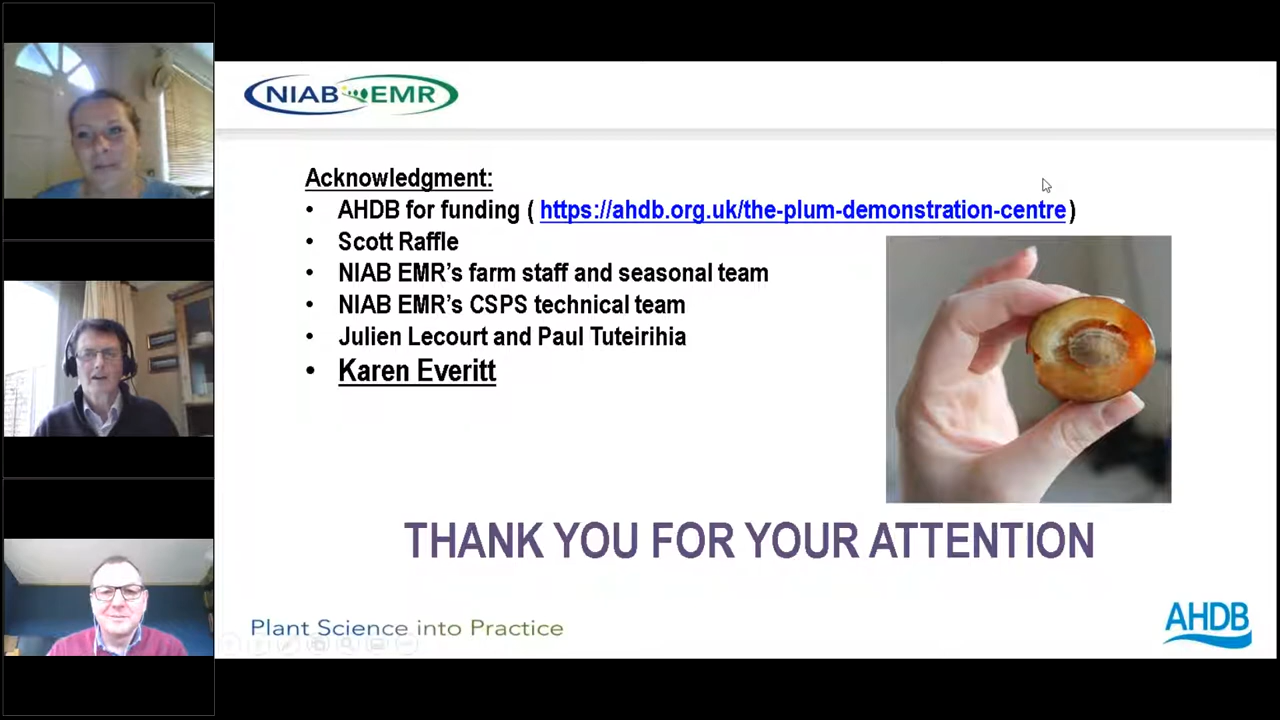 NIAB EMR
Acknowledgment:
• AHDB for funding ( https://ahdb.org.uk/the-plum-demonstration-centre)
• Scott Raffle
• NIAB EMR's farm staff and seasonal team
• NIAB EMR's CSPS technical team
• Julien Lecourt and Paul Tuteirihia
• Karen Everitt
THANK YOU FOR YOUR ATTENTION
Plant Science into Practice
AHDB